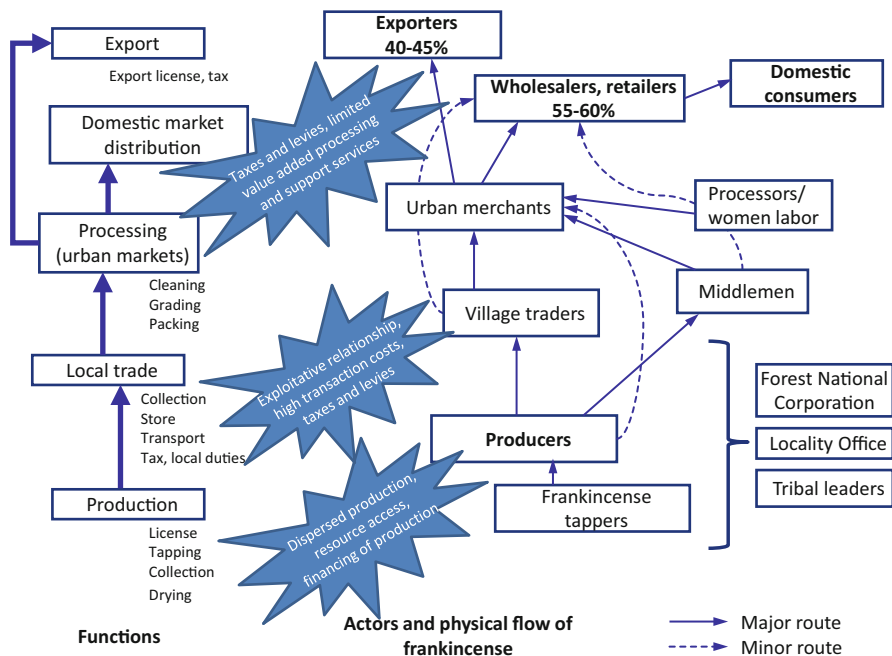 Export
Export license, tax
Domestic market
distribution
Processing
(urban markets)
Cleaning
Grading
Packing
Local trade
Collection
Store
Transport
Tax, local duties
Production
License
Tapping
Collection
Drying
Functions
Taxes and levies, limited
value added processing
and support services
Exploitative relationship,
high transaction costs,
taxes and levies
Dispersed production,
resource access,
financing of production
Exporters
40-45%
Wholesalers, retailers
55-60%
Domestic
consumers
Urban merchants
Processors/
women labor
Village traders
Middlemen
Producers
Frankincense
tappers
Forest National
Corporation
Locality Office
Tribal leaders
Actors and physical flow of
frankincense
Major route
Minor route